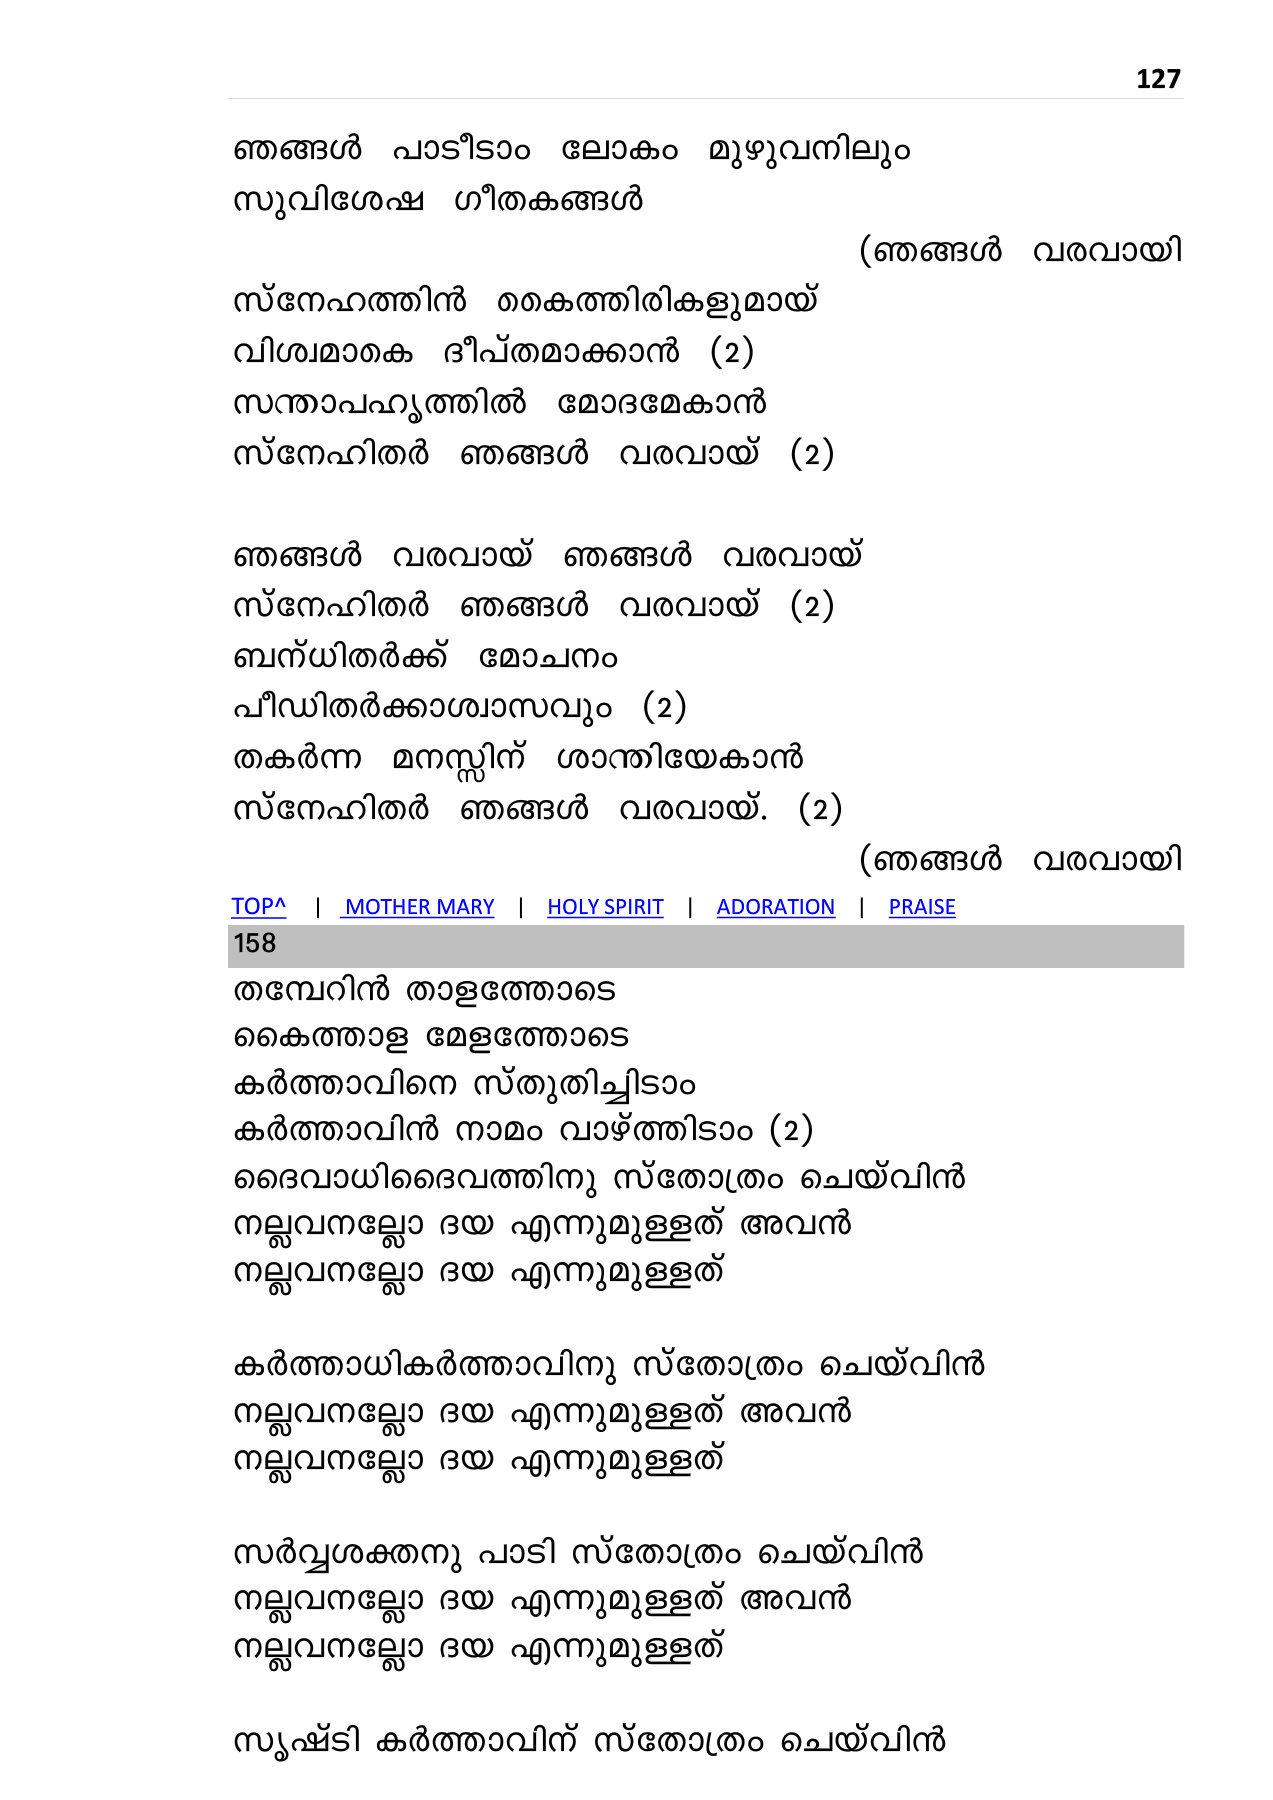 127
ഞങ്ങൾ പാടീടാം ലോകം മുഴുവനിലും
സുവിശേഷ ഗീതകങ്ങൾ
(ഞങ്ങൾ വരവായി
സ്നേഹത്തിൻ കൈത്തിരികളുമായ്
വിശ്വമാകെ ദീപ്തമാക്കാൻ (2)
സന്താപഹൃത്തിൽ മോദമേകാൻ
സ്നേഹിതർ ഞങ്ങൾ വരവായ് (2)
ഞങ്ങൾ വരവായ് ഞങ്ങൾ വരവായ്
സ്നേഹിതർ ഞങ്ങൾ വരവായ് (2)
ബന്ധിതർക്ക് മോചനം
പീഡിതർക്കാശ്വാസവും (2)
തകർന്ന മനസ്സിന് ശാന്തിയേകാൻ
സ്നേഹിതർ ഞങ്ങൾ വരവായ്. (2)
(ഞങ്ങൾ വരവായി
TOP^ | MOTHER MARY | HOLY SPIRIT | ADORATION | PRAISE
158
തമ്പേറിൻ താളത്തോടെ
കൈത്താള മേളത്തോടെ
കർത്താവിനെ സ്തുതിച്ചിടാം
കർത്താവിൻ നാമം വാഴ്ത്തിടാം (2)
ദൈവാധിദൈവത്തിനു സ്തോത്രം ചെയ്‌വിൻ
നല്ലവനല്ലോ ദയ എന്നുമുള്ളത് അവൻ
നല്ലവനല്ലോ ദയ എന്നുമുള്ളത്
കർത്താധികർത്താവിനു സ്തോത്രം ചെയ്‌വിൻ
നല്ലവനല്ലോ ദയ എന്നുമുള്ളത് അവൻ
നല്ലവനല്ലോ ദയ എന്നുമുള്ളത്
സർവ്വശക്തനു പാടി സ്തോത്രം ചെയ്‌വിൻ
നല്ലവനല്ലോ ദയ എന്നുമുള്ളത് അവൻ
നല്ലവനല്ലോ ദയ എന്നുമുള്ളത്
സൃഷ്ടി കർത്താവിന് സ്തോത്രം ചെയ്‌വിൻ